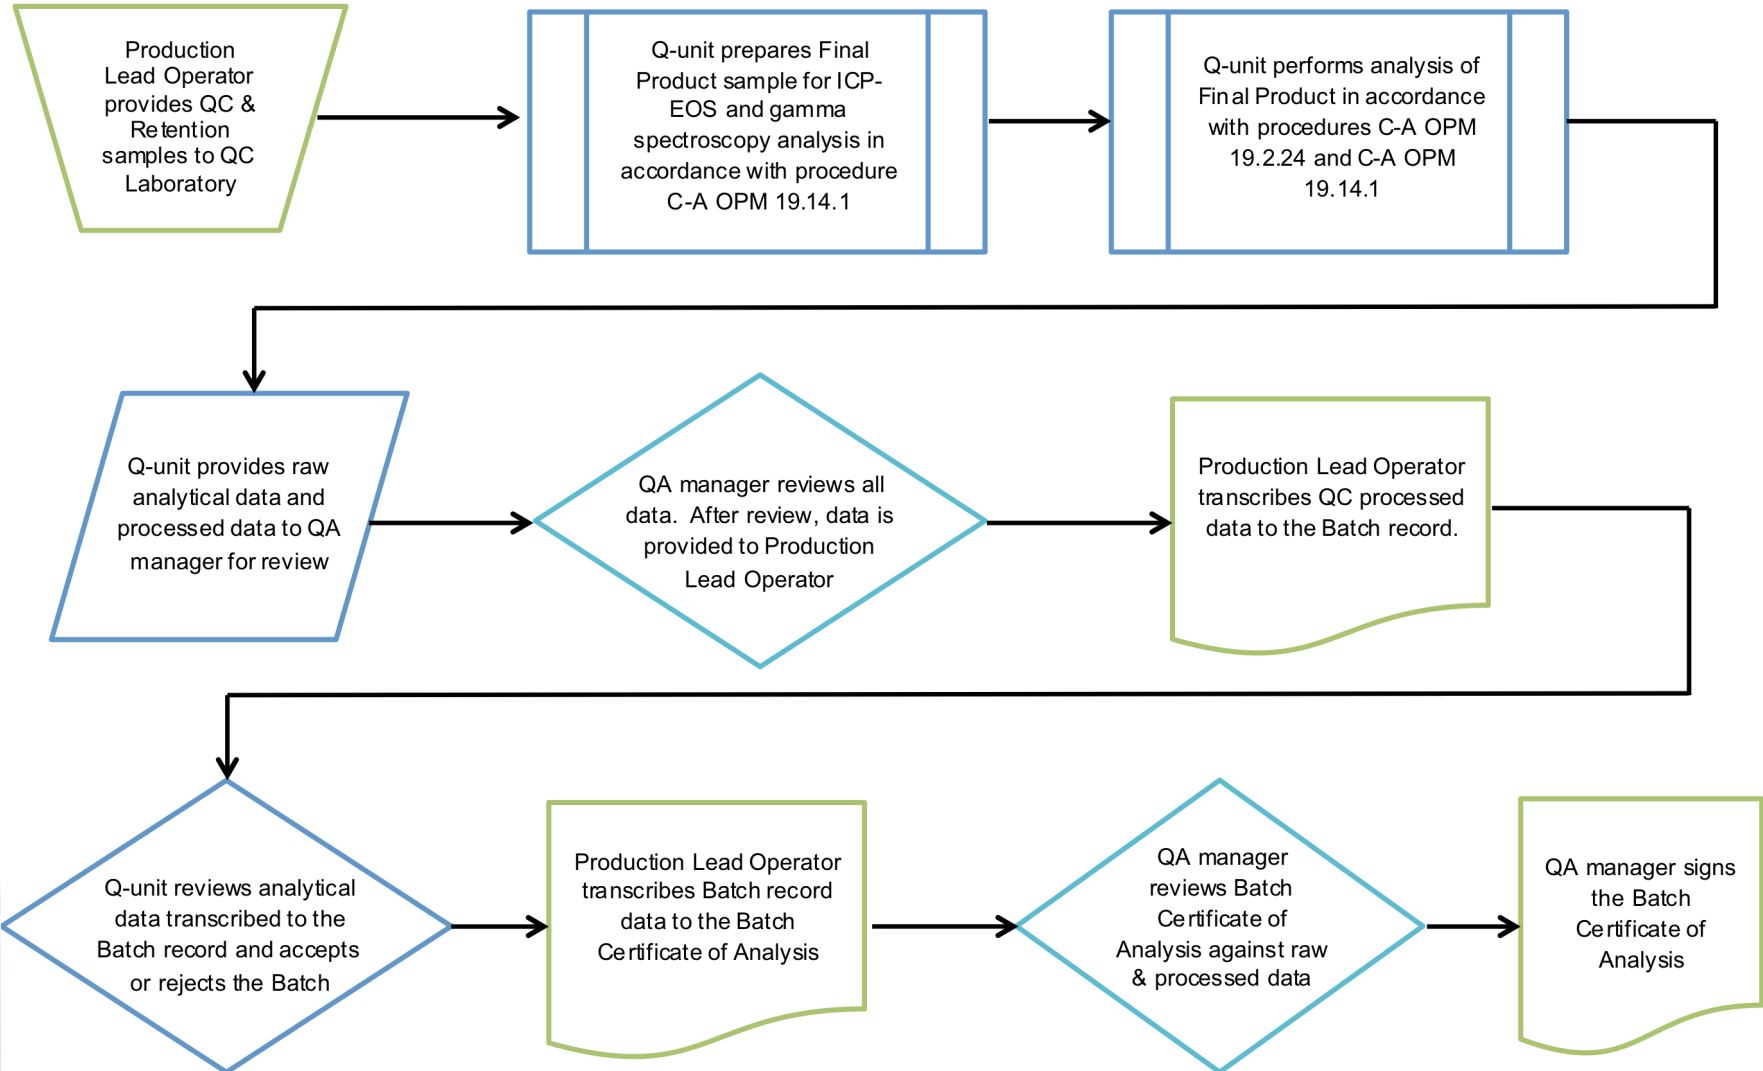 Production
Lead Operator
provides QC &
Retention
samples to QC
Laboratory
Q-unit prepares Final
Product sample for ICP-
EOS and gamma
spectroscopy analysis in
accordance with procedure
C-A OPM 19.14.1
Q-unit performs analysis of
Final Product in accordance
with procedures C-A OPM
19.2.24 and C-A OPM
19.14.1
Q-unit provides raw
analytical data and
processed data to QA
manager for review
QA manager reviews all
data.  After review, data is
provided to Production
Lead Operator
Production Lead Operator
transcribes QC processed
data to the Batch record.
Q-unit reviews analytical
data transcribed to the
Batch record and accepts
or rejects the Batch
Production Lead Operator
transcribes Batch record
data to the Batch
Certificate of Analysis
QA manager
reviews Batch
Certificate of
Analysis against raw
& processed data
QA manager signs
the Batch
Certificate of
Analysis